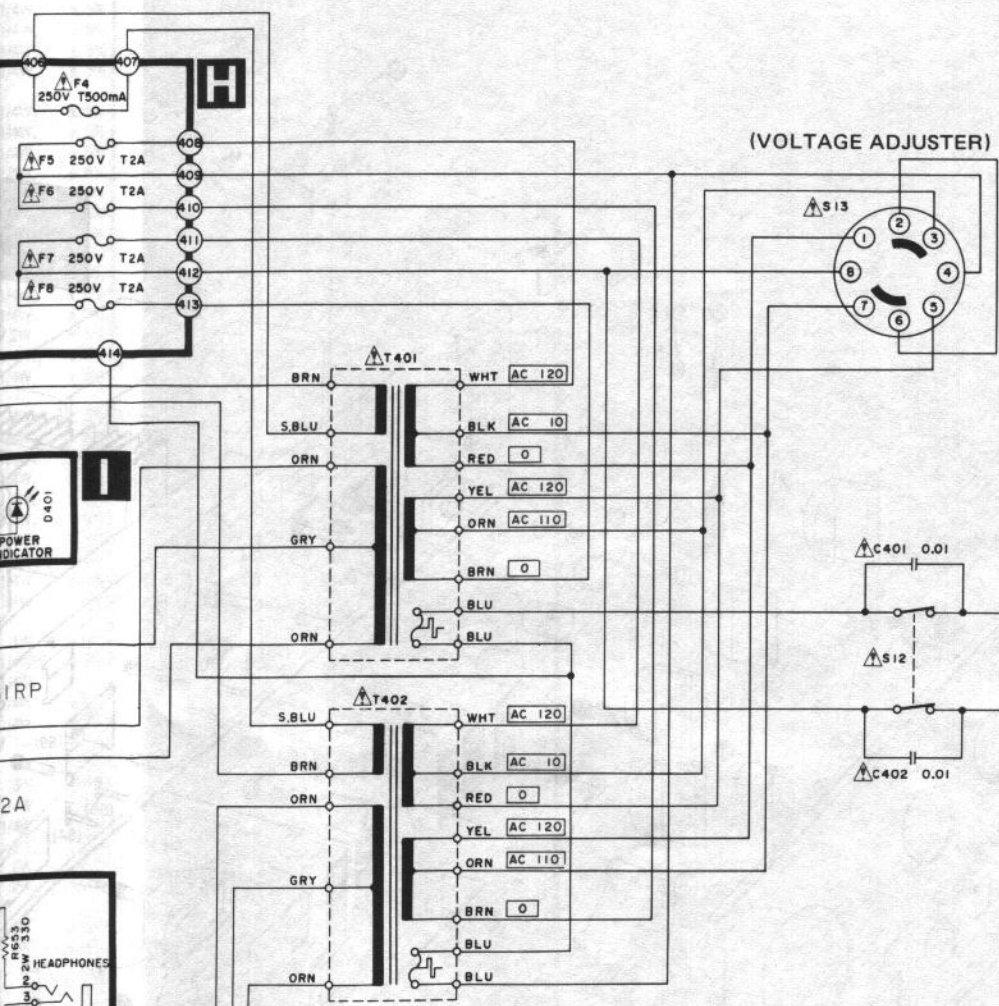 406
407
F4
250V T500mA
H
408
F5 250V T2A
409
F6 250V T2A
410
411
F7 250V T2A
412
F8 250V T2A
413
414
(VOLTAGE ADJUSTER)
S13
1
2
3
4
5
6
7
8
T401
BRN
WHT AC 120
S.BLU
BLK AC 10
ORN
RED 0
YEL AC 120
ORN AC 110
GRY
BRN 0
BLU
ORN
BLU
I
D401
POWER
INDICATOR
C401 0.01
S12
C402 0.01
1RP
2A
T402
S.BLU
WHT AC 120
BRN
BLK AC 10
ORN
RED 0
YEL AC 120
ORN AC 110
GRY
BRN 0
BLU
ORN
BLU
R653
2W 330
HEADPHONES
2
3